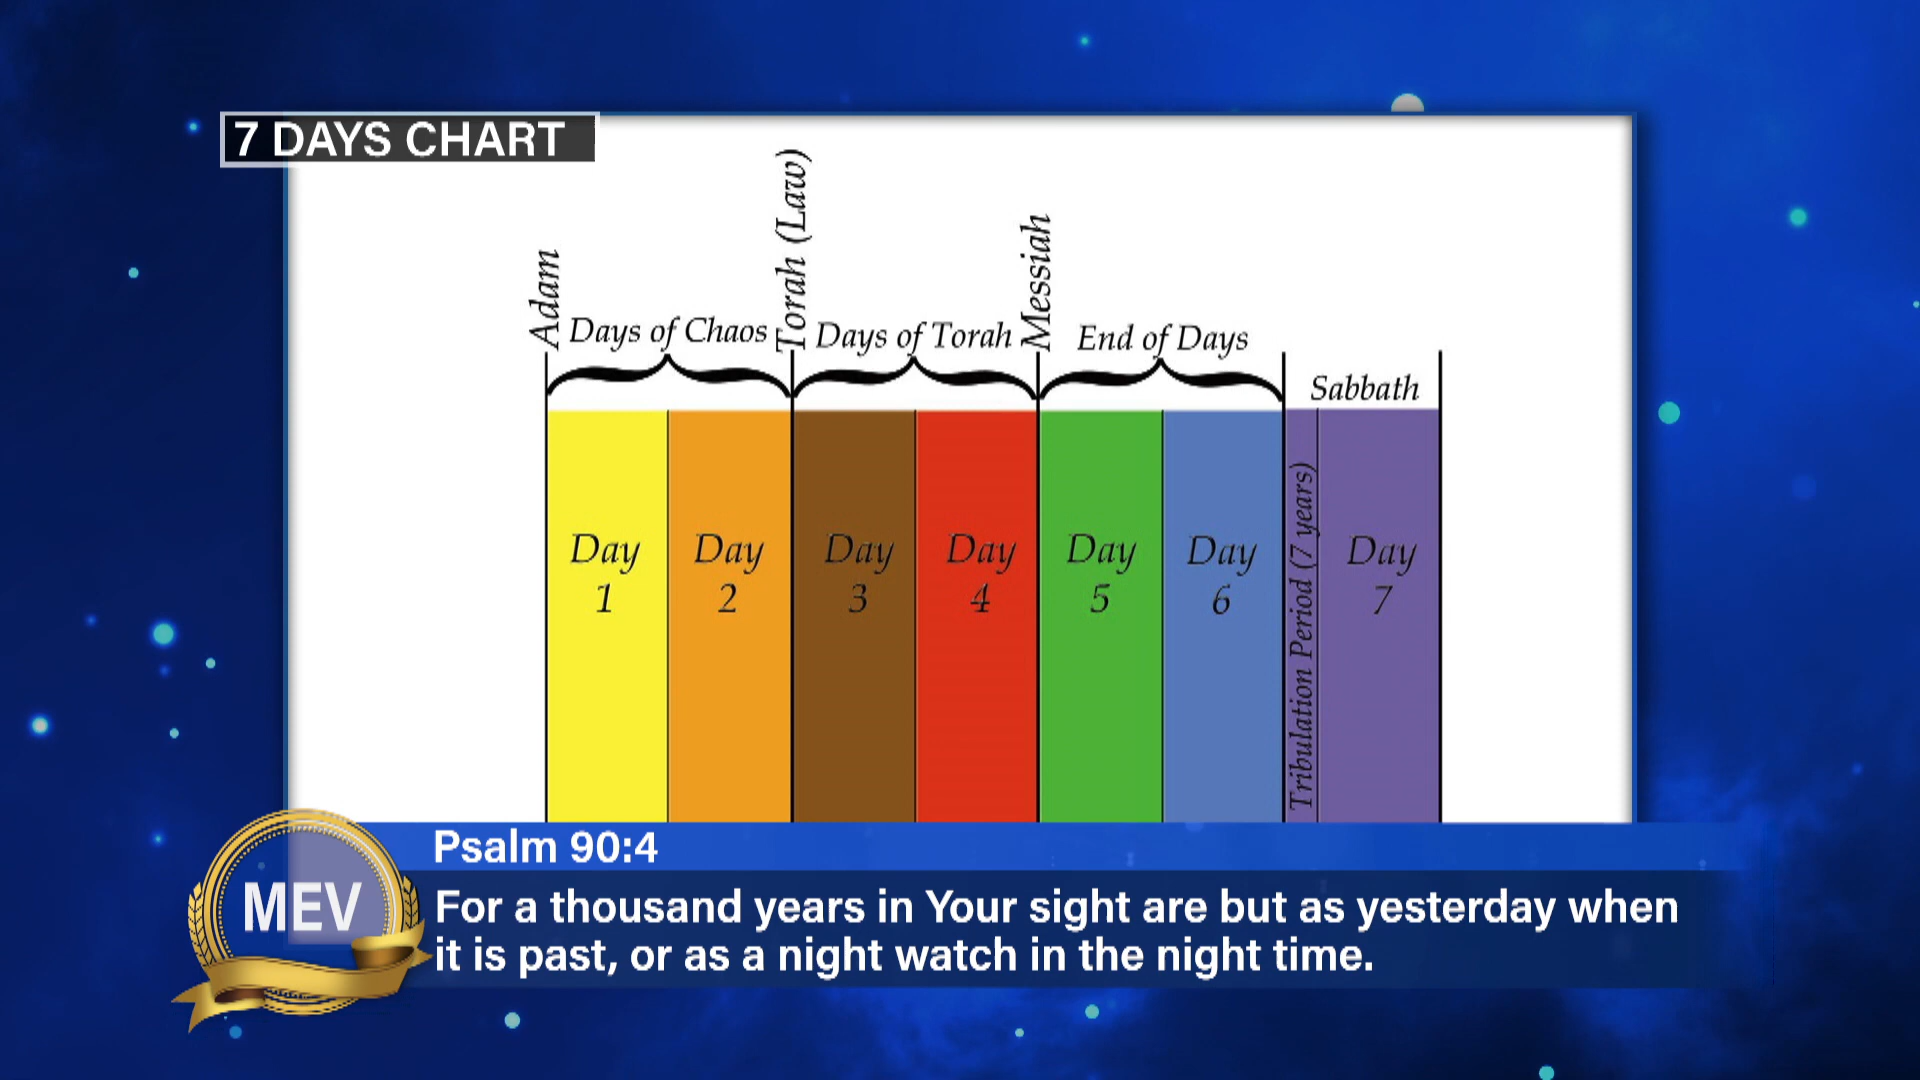 7 DAYS CHART
Adam
Torah (Law)
Messiah
Days of Chaos
Days of Torah
End of Days
Sabbath
Day
1
Day
2
Day
3
Day
4
Day
5
Day
6
Tribulation Period (7 years)
Day
7
MEV
Psalm 90:4
For a thousand years in Your sight are but as yesterday when
it is past, or as a night watch in the night time.